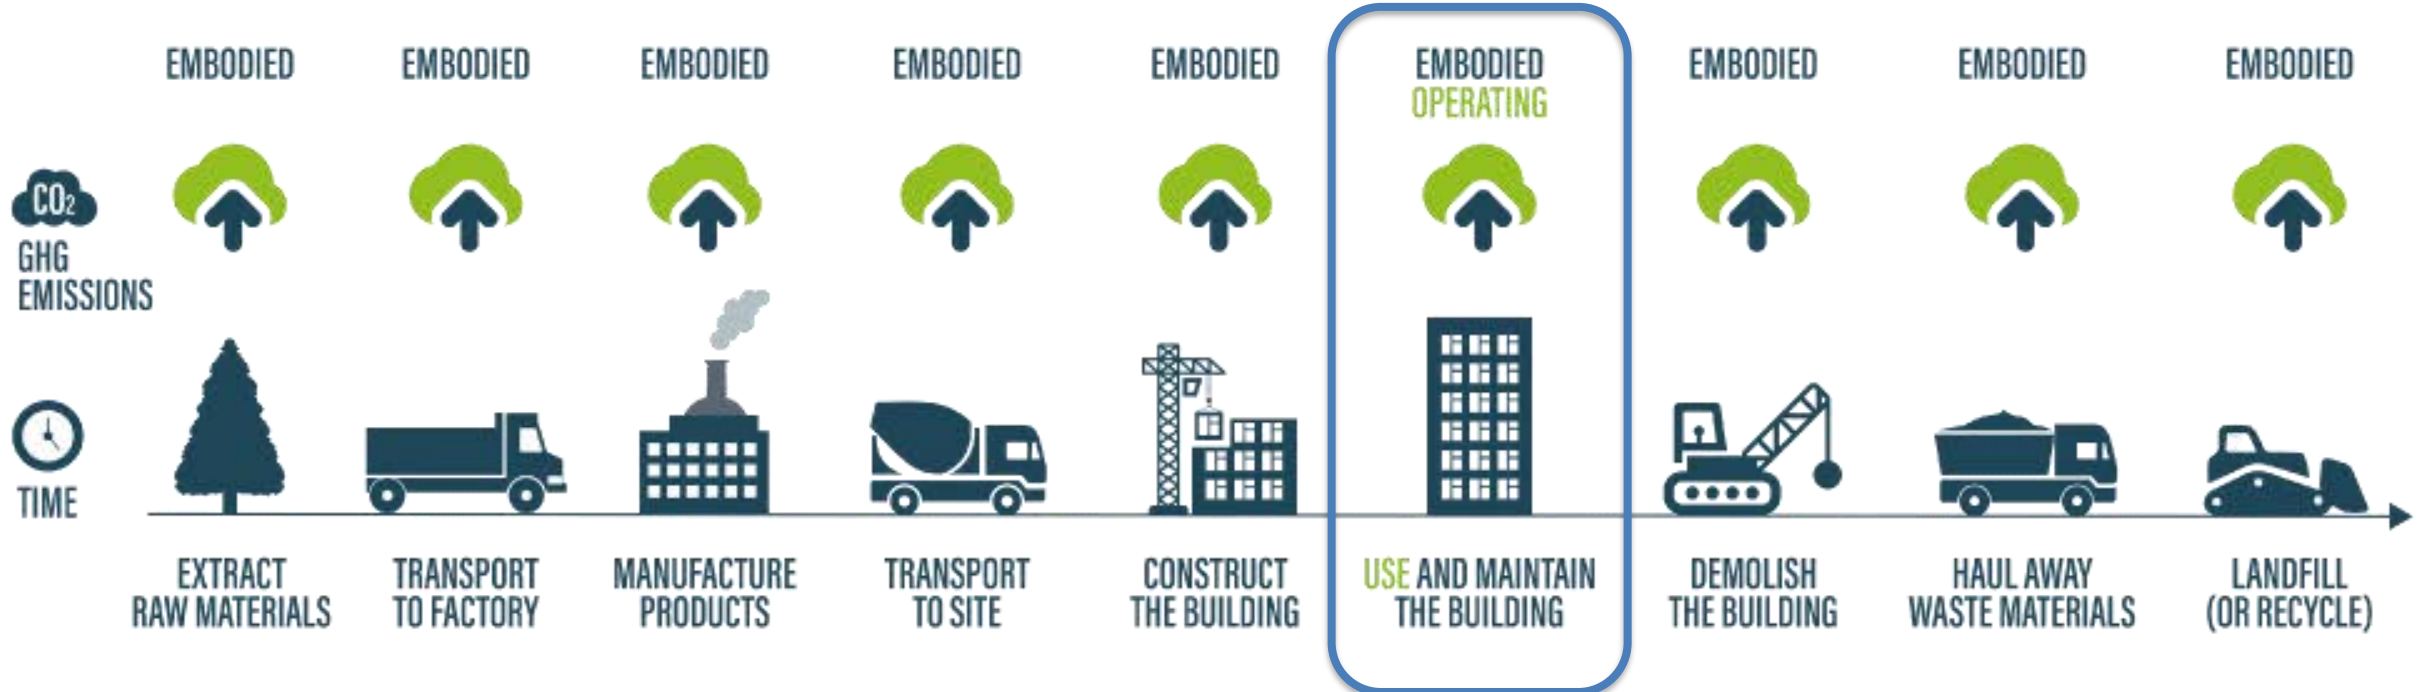 EMBODIED EMBODIED EMBODIED EMBODIED EMBODIED EMBODIED EMBODIED EMBODIED EMBODIED
OPERATING
CO₂
GHG
EMISSIONS
TIME
EXTRACT
RAW MATERIALS
TRANSPORT
TO FACTORY
MANUFACTURE
PRODUCTS
TRANSPORT
TO SITE
CONSTRUCT
THE BUILDING
USE AND MAINTAIN
THE BUILDING
DEMOLISH
THE BUILDING
HAUL AWAY
WASTE MATERIALS
LANDFILL
(OR RECYCLE)